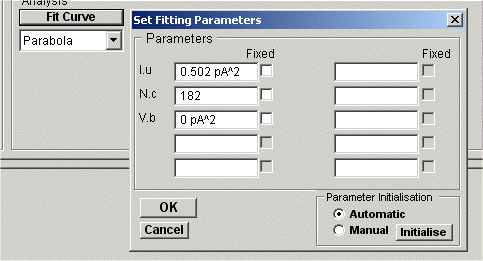 Analysis
Fit Curve
Parabola
Set Fitting Parameters
Parameters
Fixed Fixed
I.u 0.502 pA^2
N.c 182
V.b 0 pA^2
OK
Cancel
Parameter Initialisation
Automatic
Manual Initialise